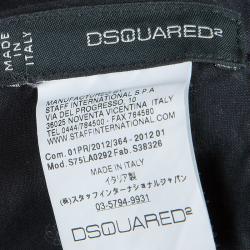 MADE IN
ITALY
DSQUARED²
MANUFACTURED BY
STAFF INTERNATIONAL S.P.A
VIA DEL PROGRESSO, 10
36025 NOVENTA VICENTINA ITALY
TEL 0444/784500 FAX 784560
WWW.STAFFINTERNATIONAL.COM
Com. 01PR/2012/364 - 2012 01
Mod. S75LA0292 Fab. S38326
MADE IN ITALY
イタリア製
(株)スタッフインターナショナルジャパン
03-5794-9931
DSQUARED²